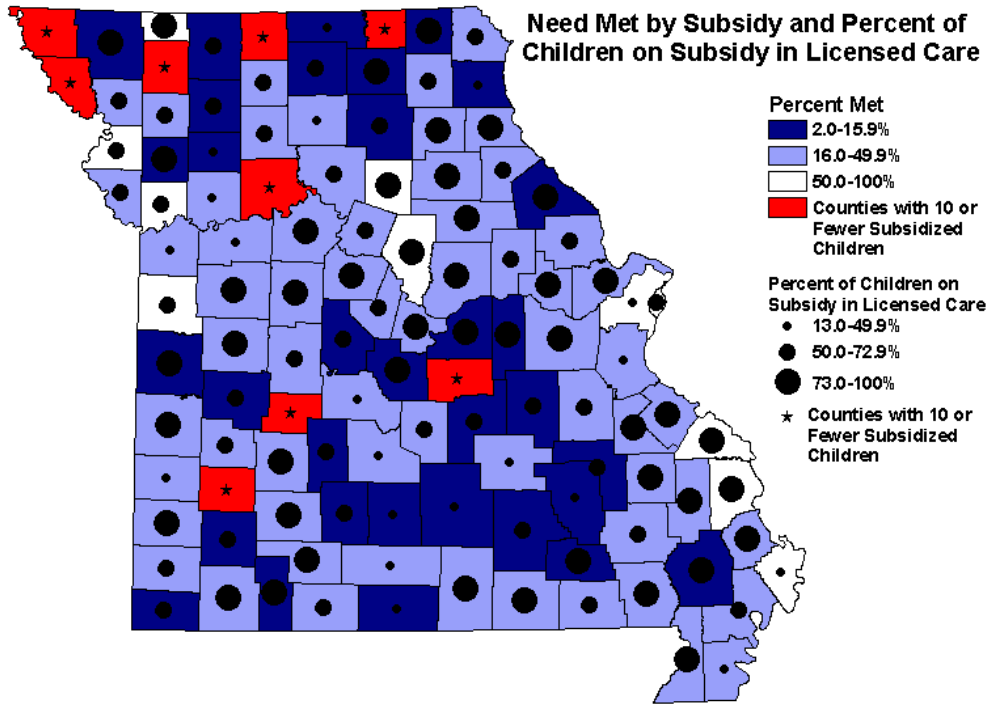 Need Met by Subsidy and Percent of
Children on Subsidy in Licensed Care
Percent Met
2.0-15.9%
16.0-49.9%
50.0-100%
Counties with 10 or
Fewer Subsidized
Children
Percent of Children on
Subsidy in Licensed Care
13.0-49.9%
50.0-72.9%
73.0-100%
Counties with 10 or
Fewer Subsidized
Children